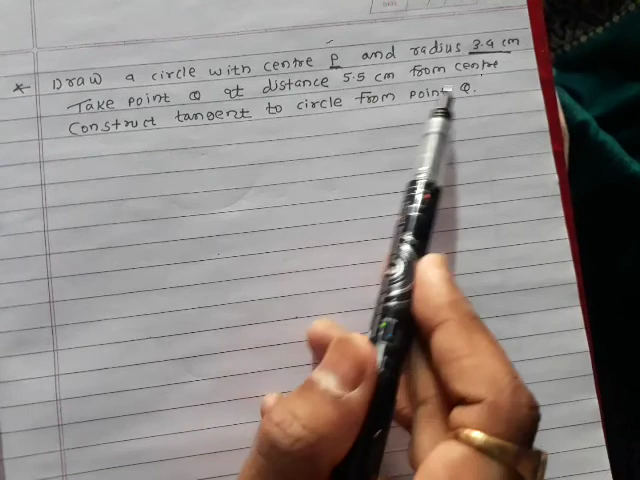 * Draw a circle with centre P and radius 3.4 cm
Take point Q at distance 5.5 cm from centre
Construct tangent to circle from point Q.